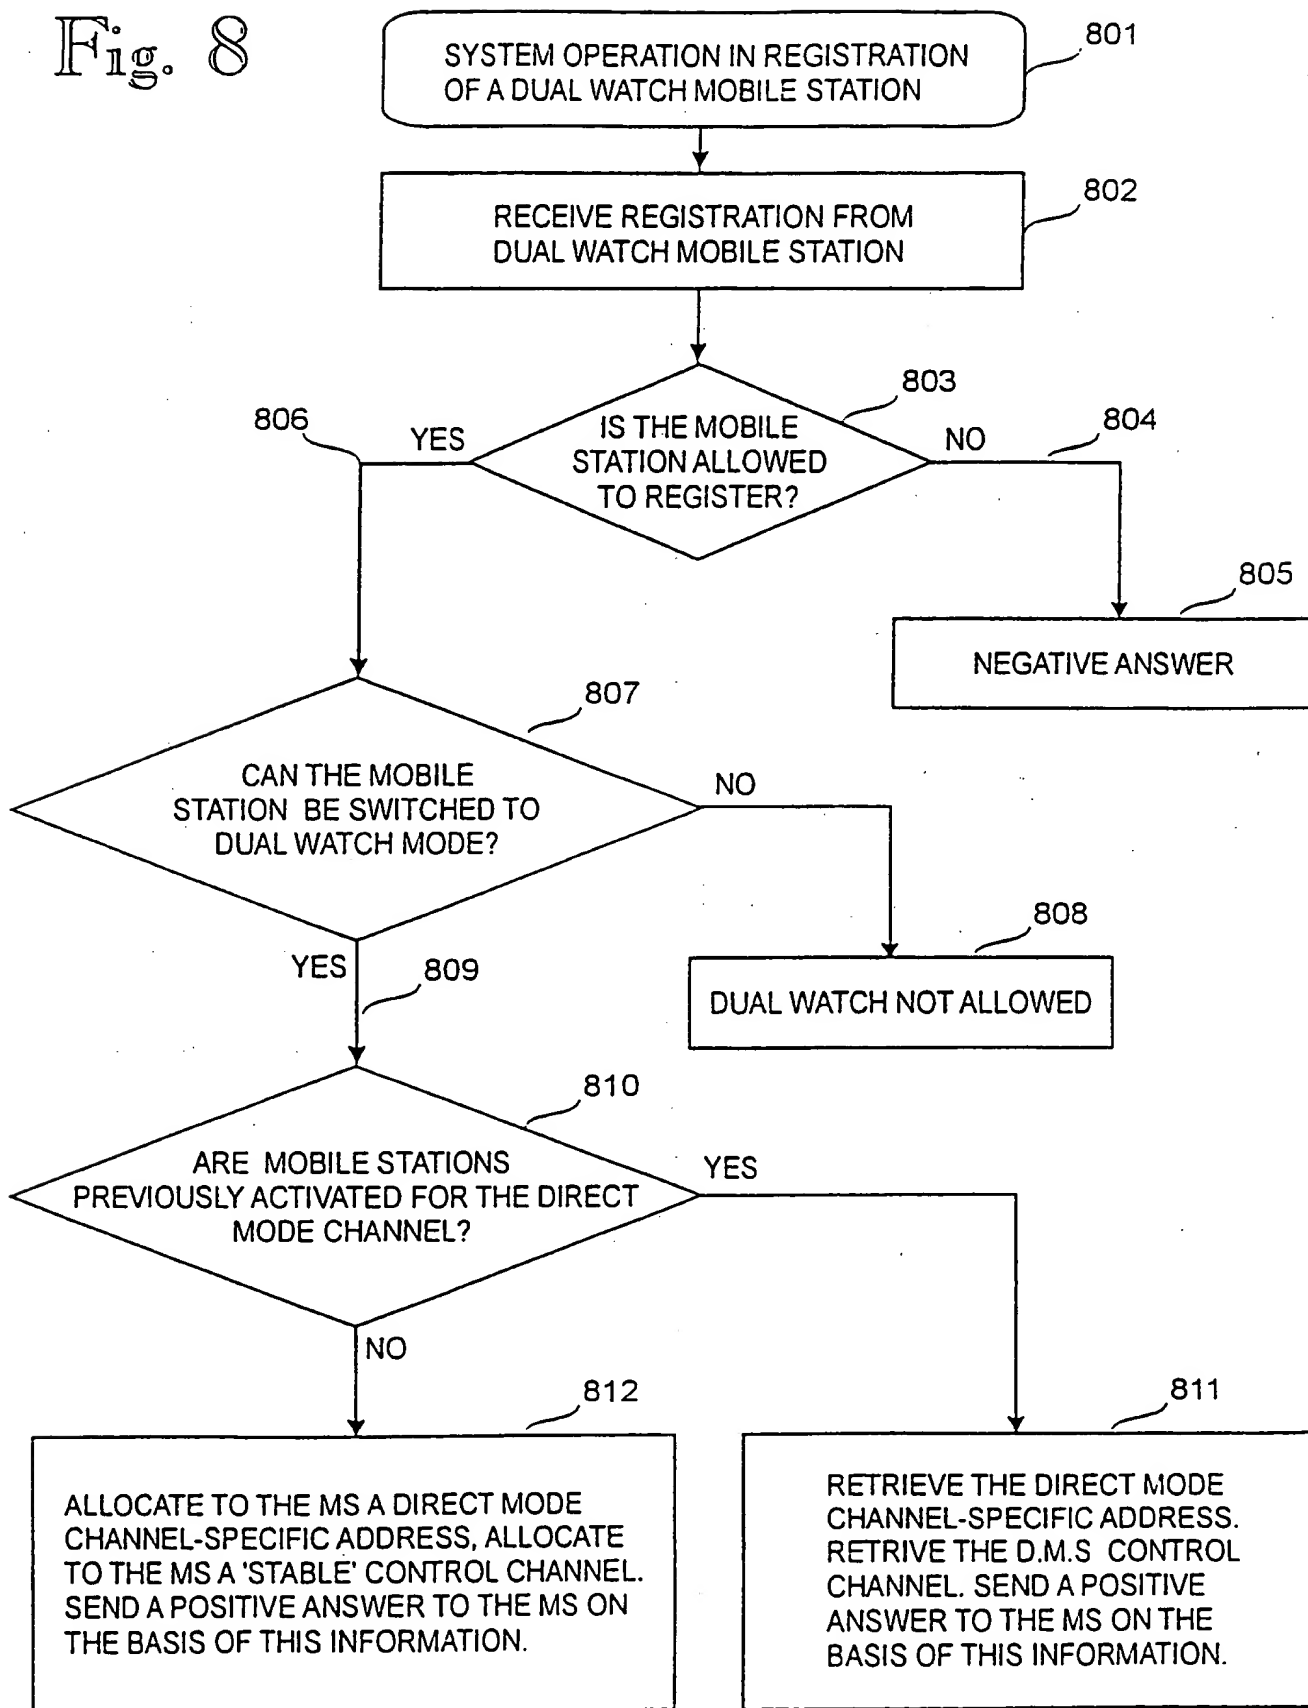 Fig. 8
SYSTEM OPERATION IN REGISTRATION
OF A DUAL WATCH MOBILE STATION
801
RECEIVE REGISTRATION FROM
DUAL WATCH MOBILE STATION
802
IS THE MOBILE
STATION ALLOWED
TO REGISTER?
803
806
YES
NO
804
805
NEGATIVE ANSWER
807
CAN THE MOBILE
STATION BE SWITCHED TO
DUAL WATCH MODE?
NO
808
DUAL WATCH NOT ALLOWED
YES
809
810
ARE MOBILE STATIONS
PREVIOUSLY ACTIVATED FOR THE DIRECT
MODE CHANNEL?
YES
NO
812
ALLOCATE TO THE MS A DIRECT MODE
CHANNEL-SPECIFIC ADDRESS, ALLOCATE
TO THE MS A 'STABLE' CONTROL CHANNEL.
SEND A POSITIVE ANSWER TO THE MS ON
THE BASIS OF THIS INFORMATION.
811
RETRIEVE THE DIRECT MODE
CHANNEL-SPECIFIC ADDRESS.
RETRIVE THE D.M.S CONTROL
CHANNEL. SEND A POSITIVE
ANSWER TO THE MS ON THE
BASIS OF THIS INFORMATION.